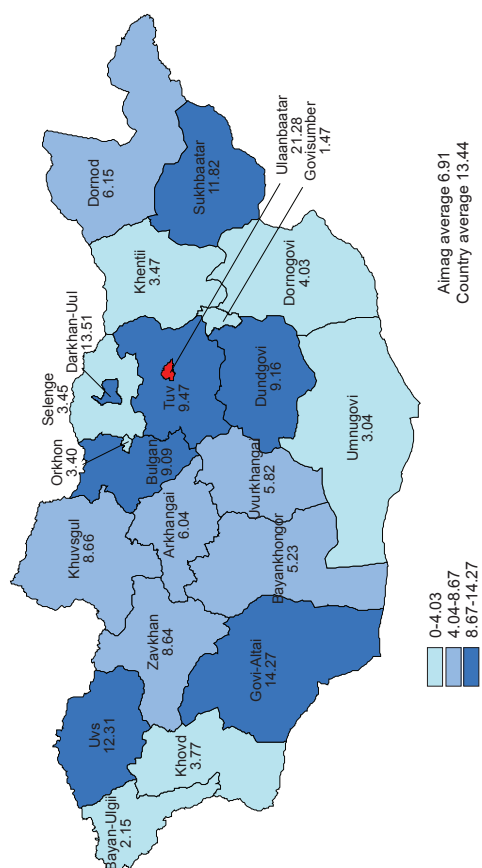 Bayan-Ulgii
2.15
Uvs
12.31
Khovd
3.77
Zavkhan
8.64
Govi-Altai
14.27
Khuvsgul
8.66
Arkhangai
6.04
Bayankhongor
5.23
Orkhon
3.40
Bulgan
9.09
Uvurkhangai
5.82
Selenge
3.45
Darkhan-Uul
13.51
Tuv
9.47
Dundgovi
9.16
Umnugovi
3.04
Khentii
3.47
Dornogovi
4.03
Dornod
6.15
Sukhbaatar
11.82
Ulaanbaatar
21.28
Govisumber
1.47
0-4.03
4.04-8.67
8.67-14.27
Aimag average 6.91
Country average 13.44